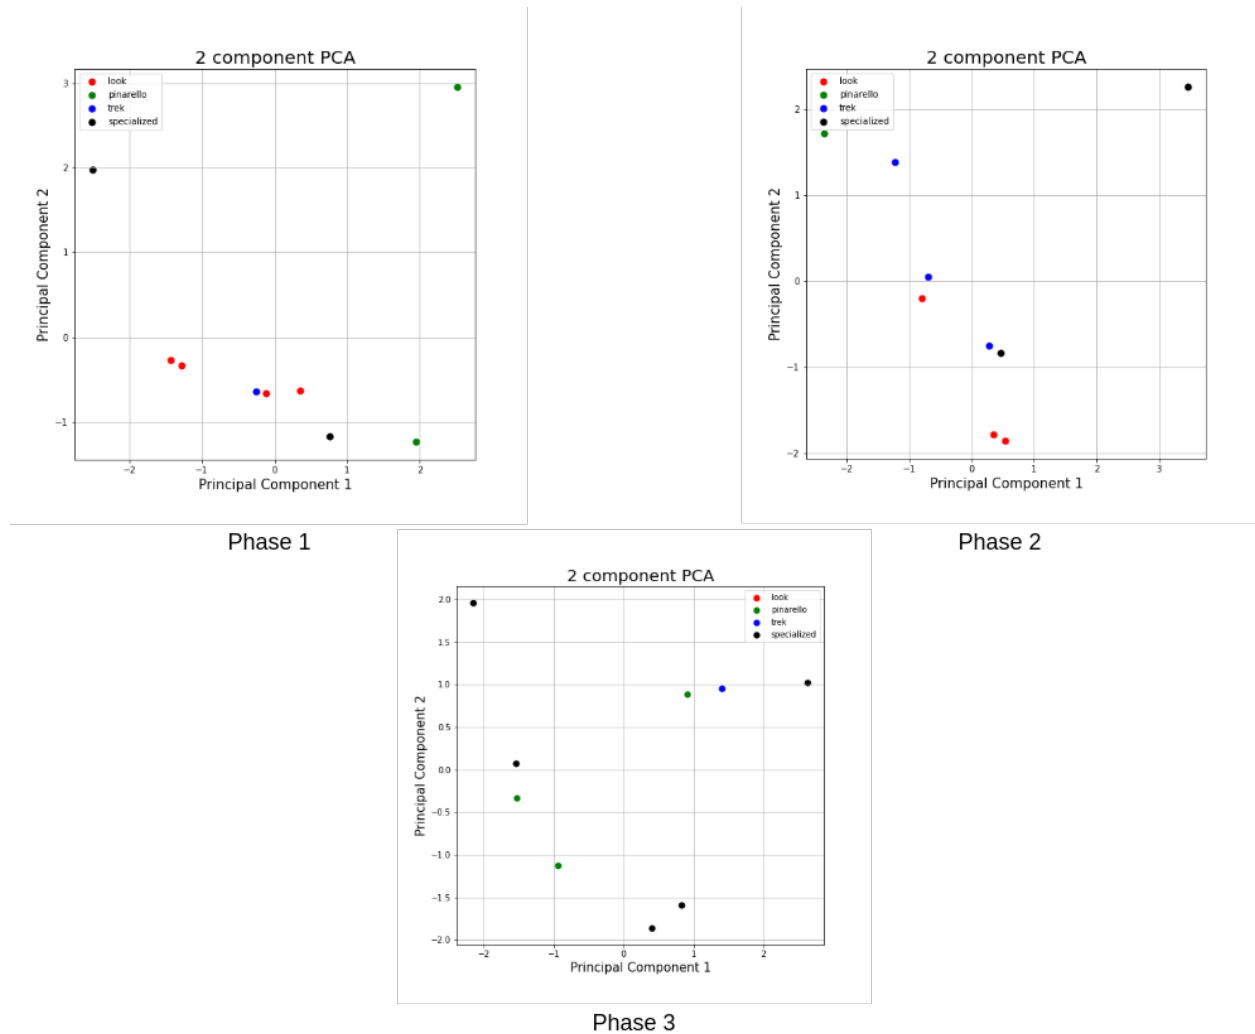 2 component PCA
look
pinarello
trek
specialized
3
2
1
0
−1
−2
−1
0
1
2
Principal Component 2
Principal Component 1
Phase 1
2 component PCA
look
pinarello
trek
specialized
2
1
0
−1
−2
−2
−1
0
1
2
3
Principal Component 2
Principal Component 1
Phase 2
2 component PCA
look
pinarello
trek
specialized
2.0
1.5
1.0
0.5
0.0
−0.5
−1.0
−1.5
−2.0
−2
−1
0
1
2
Principal Component 2
Principal Component 1
Phase 3